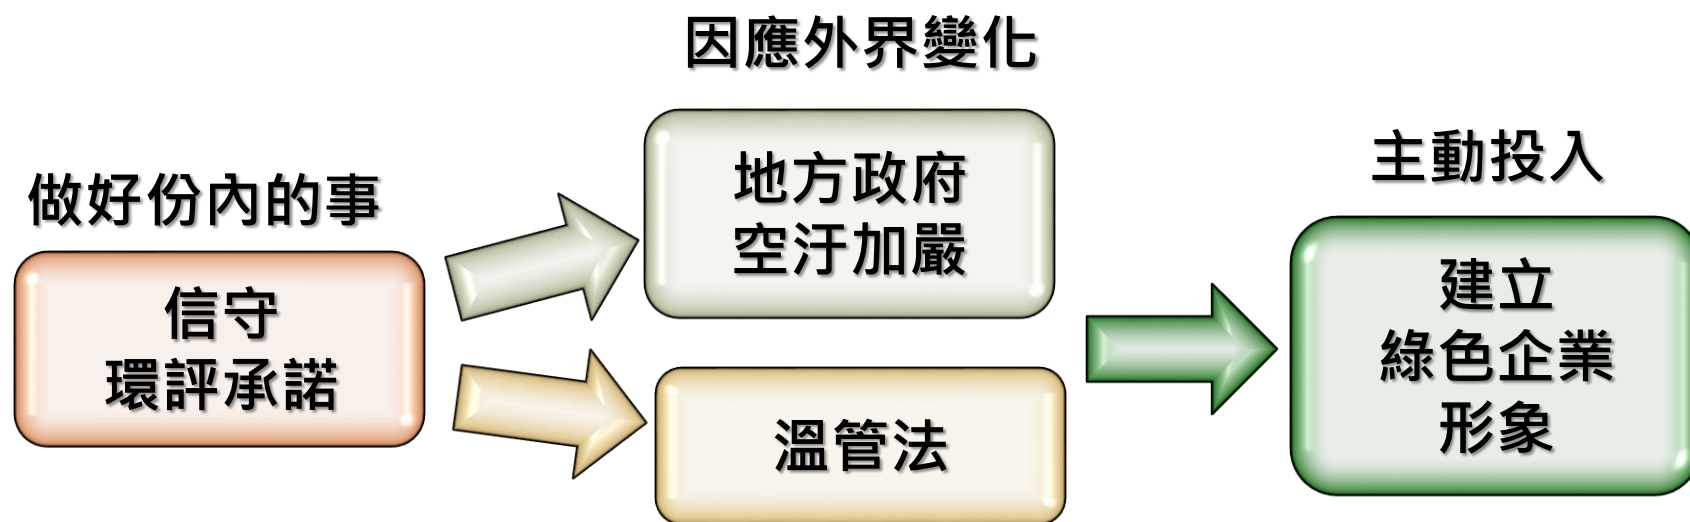 做好份內的事
信守
環評承諾
因應外界變化
地方政府
空汙加嚴
溫管法
主動投入
建立
綠色企業
形象